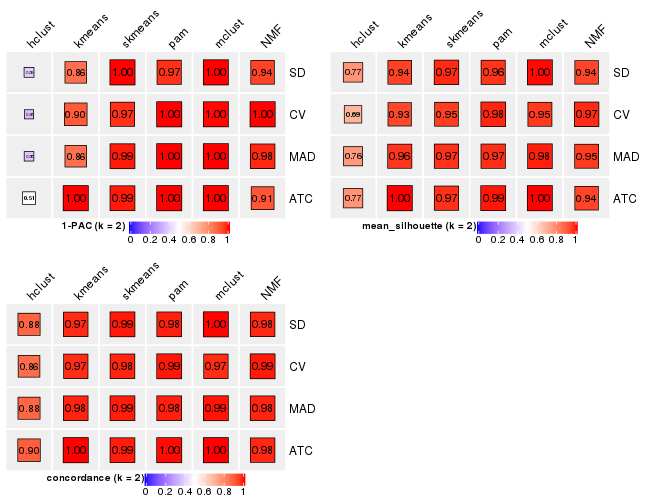 hclust kmeans skmeans pam mclust NMF
0.86 1.00 0.97 1.00 0.94 SD
0.90 0.97 1.00 1.00 1.00 CV
0.86 0.99 1.00 1.00 0.98 MAD
0.51 1.00 0.99 1.00 1.00 0.91 ATC
1-PAC (k = 2)
0 0.2 0.4 0.6 0.8 1
hclust kmeans skmeans pam mclust NMF
0.77 0.94 0.97 0.96 1.00 0.94 SD
0.69 0.93 0.95 0.98 0.95 0.97 CV
0.76 0.96 0.97 0.97 0.98 0.95 MAD
0.77 1.00 0.97 0.99 1.00 0.94 ATC
mean_silhouette (k = 2)
0 0.2 0.4 0.6 0.8 1
hclust kmeans skmeans pam mclust NMF
0.88 0.97 0.99 0.98 1.00 0.98 SD
0.86 0.97 0.98 0.99 0.97 0.99 CV
0.88 0.98 0.99 0.98 0.99 0.98 MAD
0.90 1.00 0.99 1.00 1.00 0.98 ATC
concordance (k = 2)
0 0.2 0.4 0.6 0.8 1